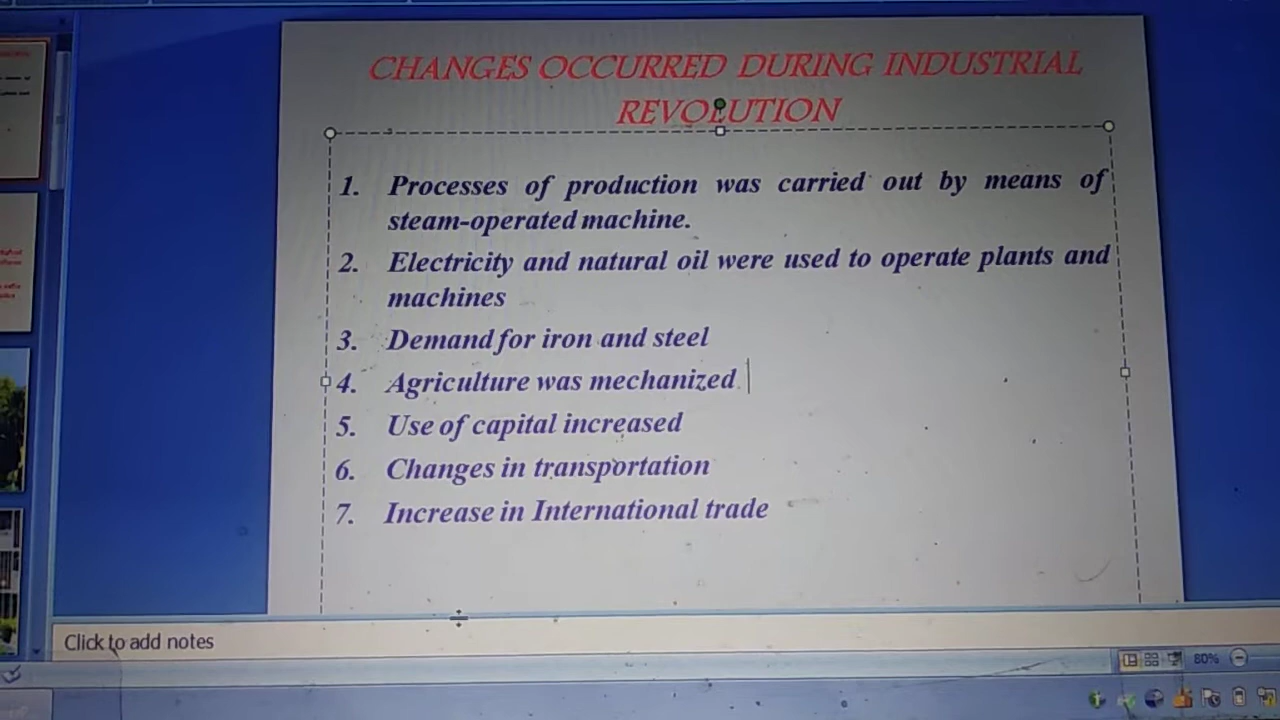 CHANGES OCCURRED DURING INDUSTRIAL
REVOLUTION
1. Processes of production was carried out by means of
steam-operated machine.
2. Electricity and natural oil were used to operate plants and
machines
3. Demand for iron and steel
4. Agriculture was mechanized.
5. Use of capital increased
6. Changes in transportation
7. Increase in International trade
Click to add notes
80%